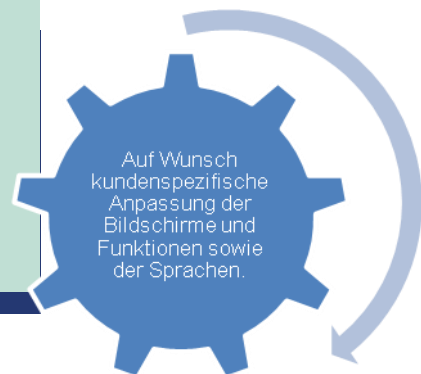 Auf Wunsch
kundenspezifische
Anpassung der
Bildschirme und
Funktionen sowie
der Sprachen.